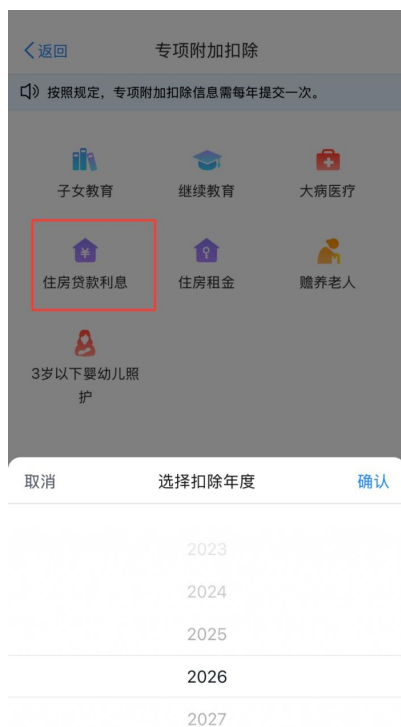 返回
专项附加扣除
按照规定，专项附加扣除信息需每年提交一次。
子女教育
继续教育
大病医疗
¥
住房贷款利息
住房租金
赡养老人
3岁以下婴幼儿照
护
取消
选择扣除年度
确认
2023
2024
2025
2026
2027